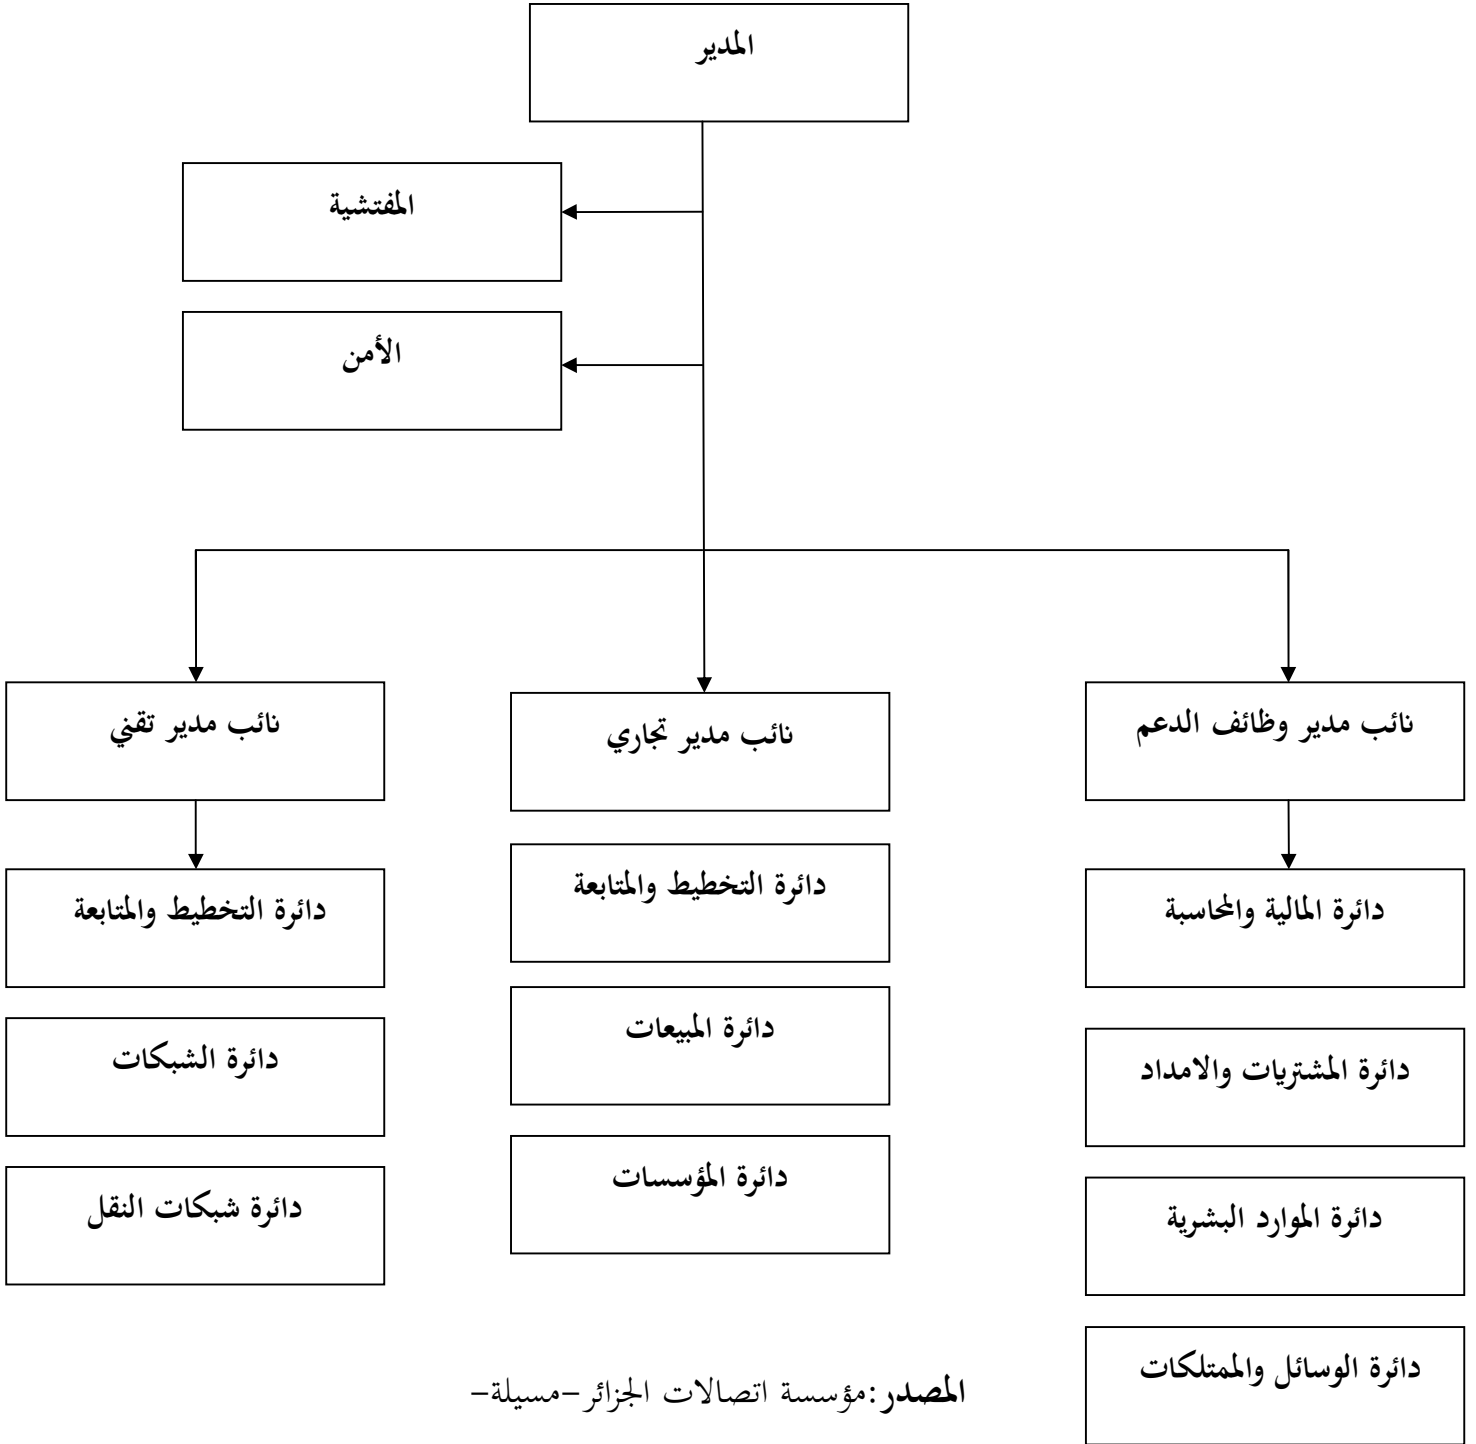 المدير
المفتشية
الأمن
نائب مدير وظائف الدعم
نائب مدير تجاري
نائب مدير تقني
دائرة المالية والمحاسبة
دائرة المشتريات والامداد
دائرة الموارد البشرية
دائرة الوسائل والممتلكات
دائرة التخطيط والمتابعة
دائرة المبيعات
دائرة المؤسسات
دائرة التخطيط والمتابعة
دائرة الشبكات
دائرة شبكات النقل
المصدر:مؤسسة اتصالات الجزائر-مسيلة-